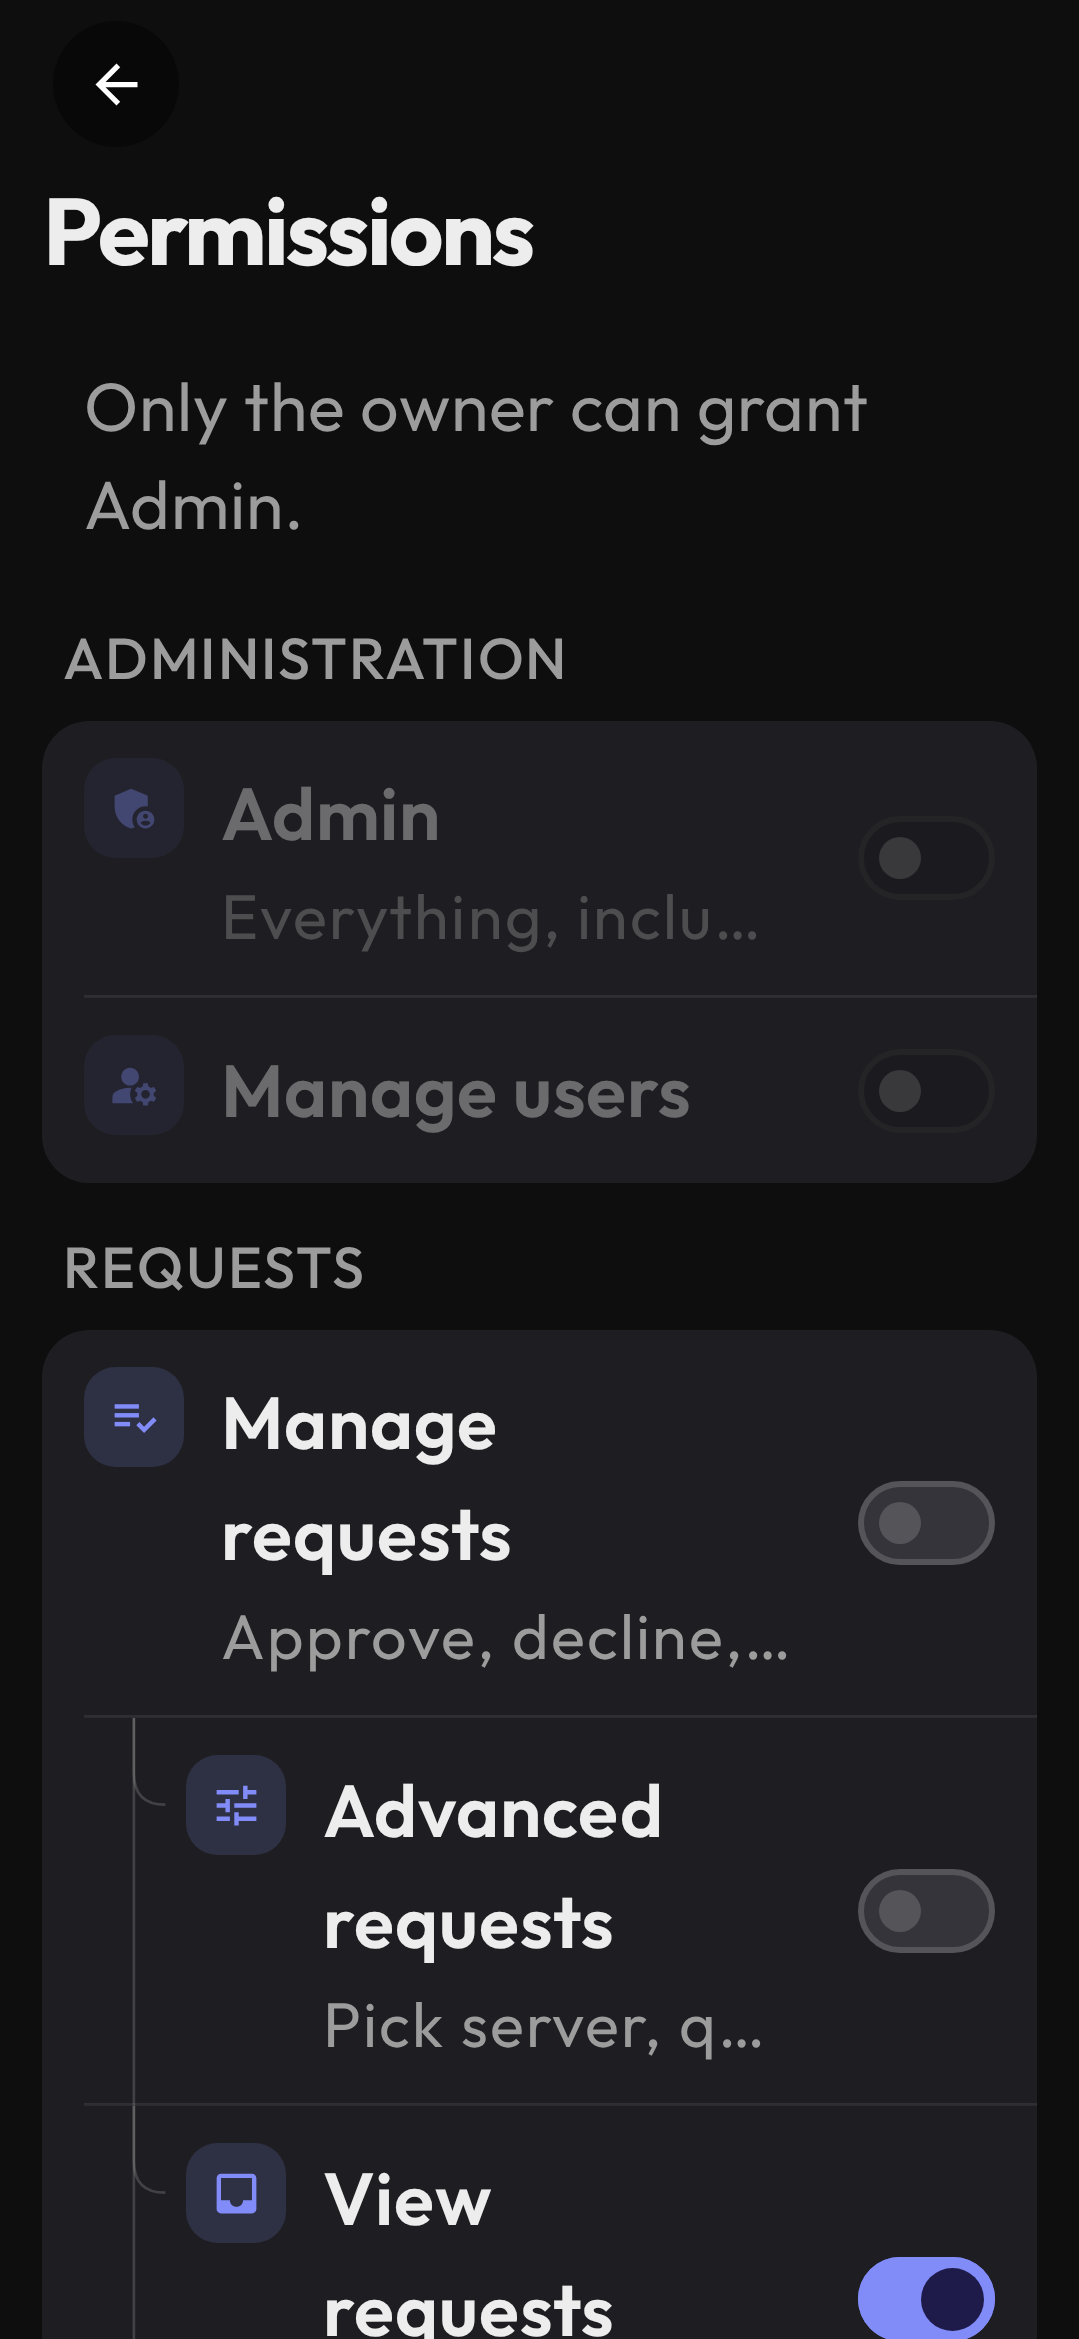 Permissions
Only the owner can grant
Admin.
ADMINISTRATION
Admin
Everything, inclu...
Manage users
REQUESTS
Manage
requests
Approve, decline,...
Advanced
requests
Pick server, q...
View
requests